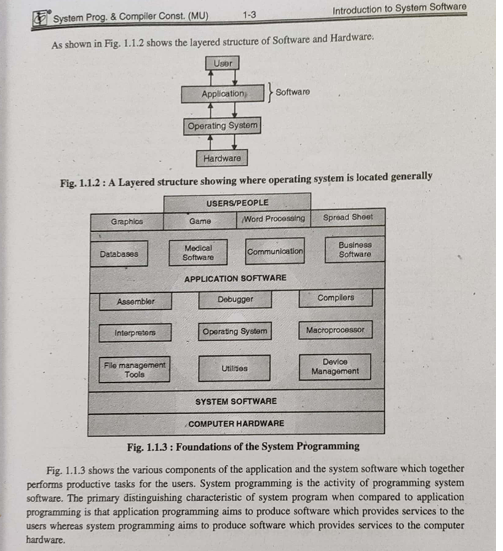 System Prog. & Compiler Const. (MU) 1-3 Introduction to System Software
As shown in Fig. 1.1.2 shows the layered structure of Software and Hardware.
User
Application
Software
Operating System
Hardware
Fig. 1.1.2 : A Layered structure showing where operating system is located generally
USERS/PEOPLE
Graphics Game Word Processing Spread Sheet
Databases Medical Software Communication Business Software
APPLICATION SOFTWARE
Assembler Debugger Compilers
Interpreters Operating System Macroprocessor
File management Tools Utilities Device Management
SYSTEM SOFTWARE
COMPUTER HARDWARE
Fig. 1.1.3 : Foundations of the System Programming
Fig. 1.1.3 shows the various components of the application and the system software which together
performs productive tasks for the users. System programming is the activity of programming system
software. The primary distinguishing characteristic of system program when compared to application
programming is that application programming aims to produce software which provides services to the
users whereas system programming aims to produce software which provides services to the computer
hardware.